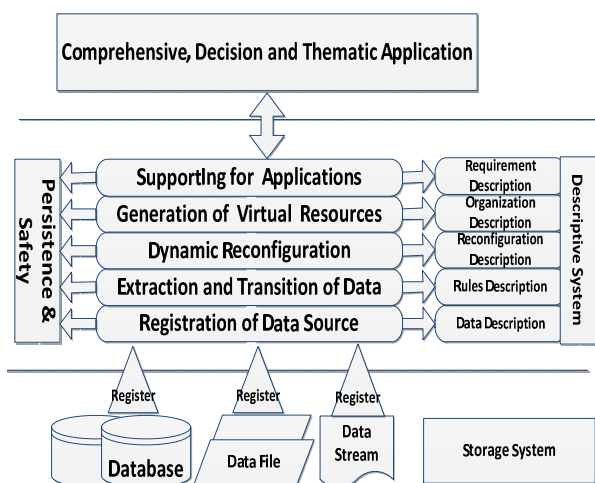 Comprehensive, Decision and Thematic Application
Persistence &
Safety
Supporting for Applications
Generation of Virtual Resources
Dynamic Reconfiguration
Extraction and Transition of Data
Registration of Data Source
Requirement
Description
Organization
Description
Reconfiguration
Description
Rules Description
Data Description
Descriptive System
Register
Register
Register
Database
Data File
Data
Stream
Storage System